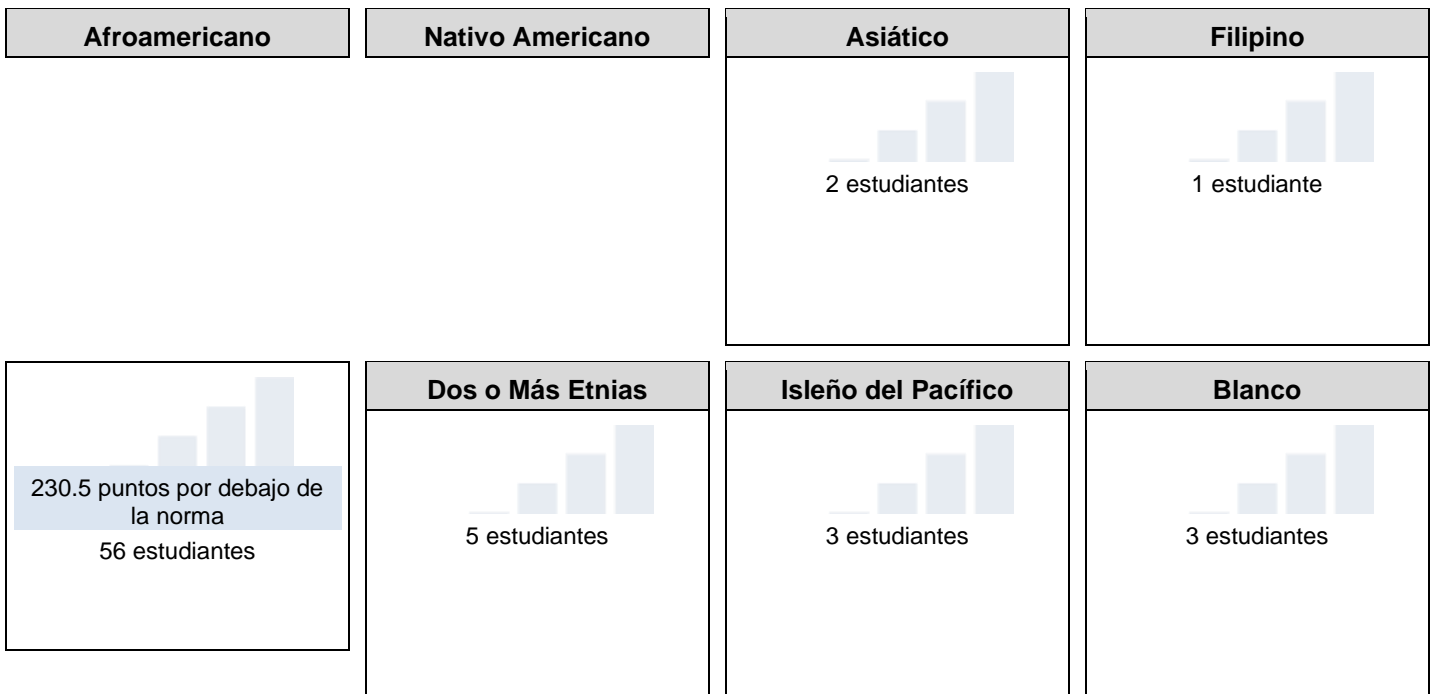 Afroamericano
Nativo Americano
Asiático
2 estudiantes
Filipino
1 estudiante
230.5 puntos por debajo de
la norma
56 estudiantes
Dos o Más Etnias
5 estudiantes
Isleño del Pacífico
3 estudiantes
Blanco
3 estudiantes